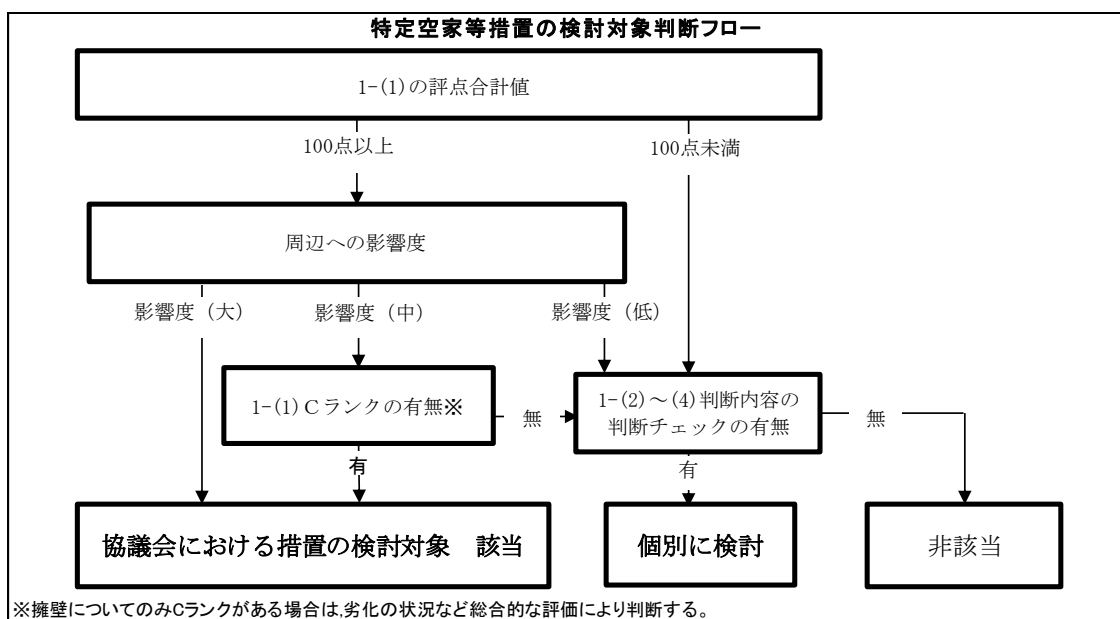 特定空家等措置の検討対象判断フロー
1-(1)の評点合計値
100点以上
100点未満
周辺への影響度
影響度（大）
影響度（中）
影響度（低）
1-(1)Ｃランクの有無※
無
1-(2)～(4)判断内容の
判断チェックの有無
無
有
有
協議会における措置の検討対象　該当
個別に検討
非該当
※擁壁についてのみCランクがある場合は,劣化の状況など総合的な評価により判断する。